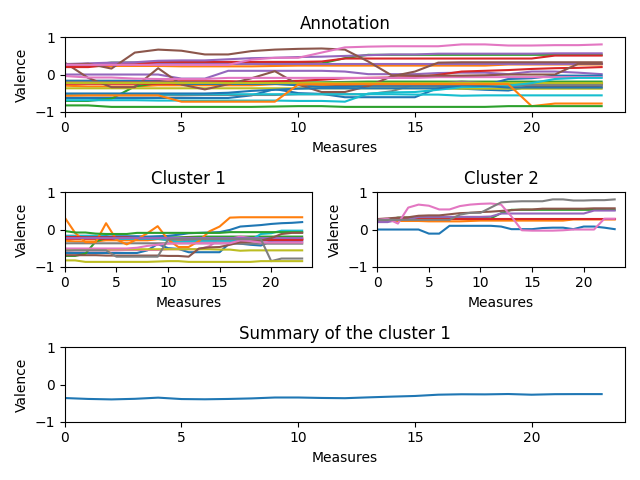 Annotation
Valence
1
0
−1
0 5 10 15 20
Measures
Cluster 1
Cluster 2
Valence
1
0
−1
0 5 10 15 20
Measures
Valence
1
0
−1
0 5 10 15 20
Measures
Summary of the cluster 1
Valence
1
0
−1
0 5 10 15 20
Measures